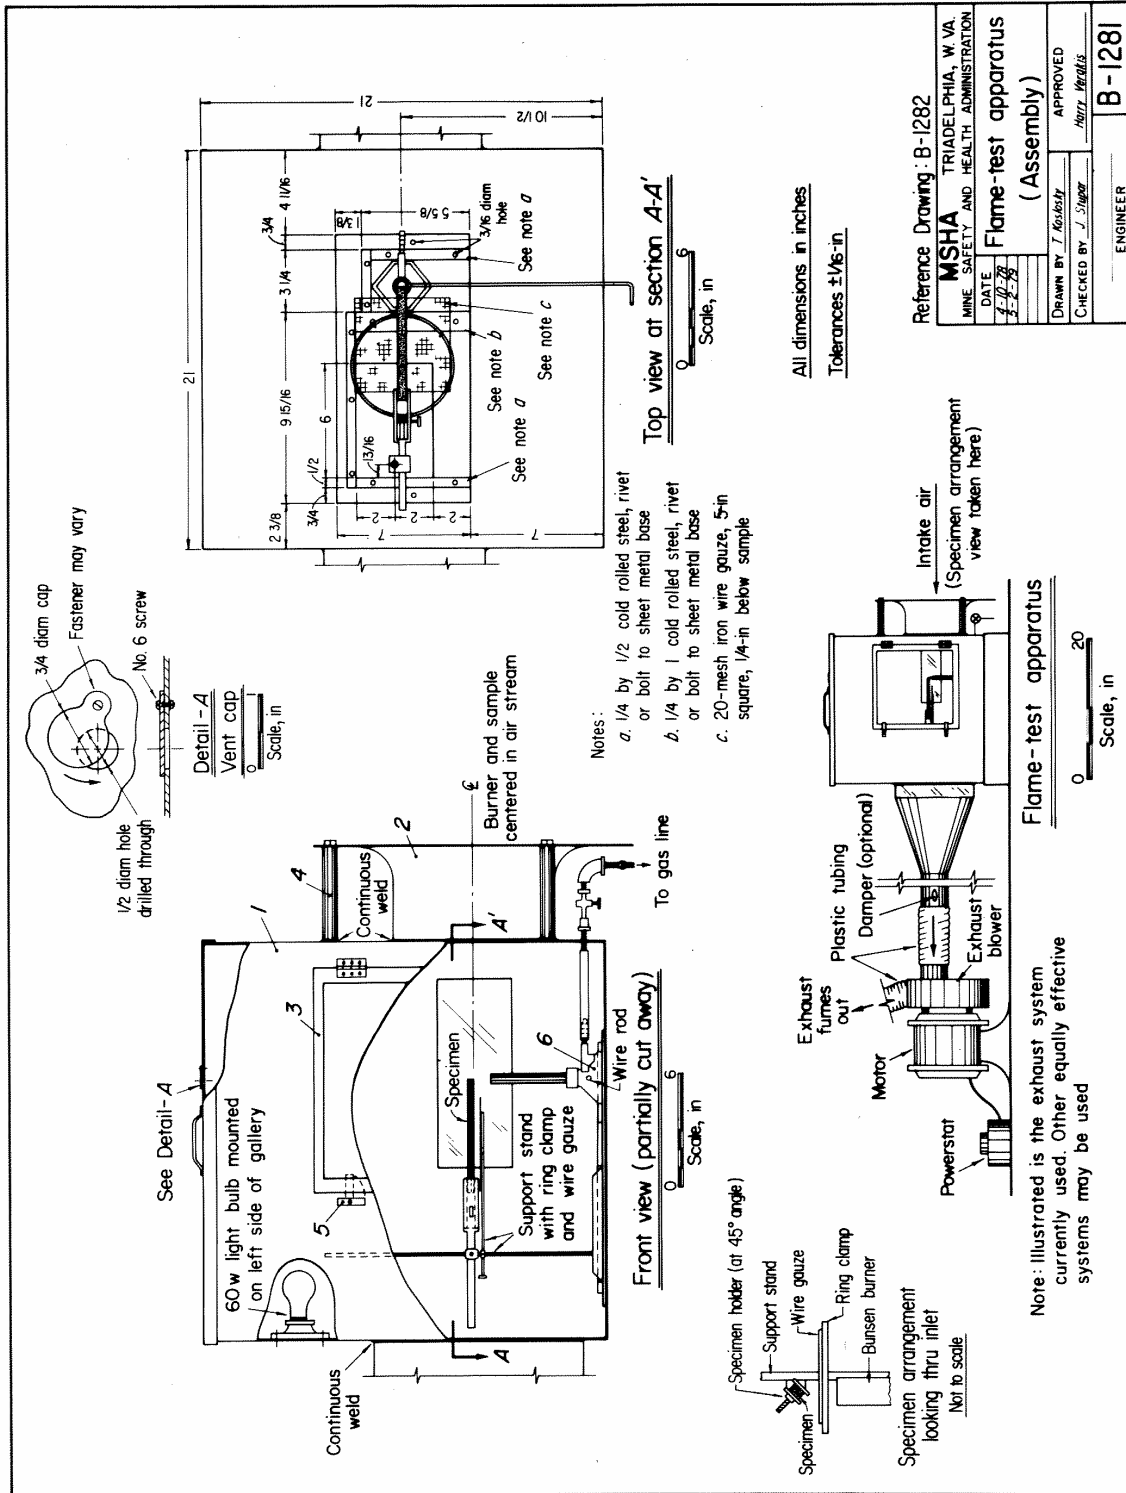 See Detail-A
60w light bulb mounted
on left side of gallery
Continuous
weld
1
2
3
4
5
6
Continuous
weld
Specimen
Support stand
with ring clamp
and wire gauze
Wire rod
To gas line
Burner and sample
centered in air stream
℄
A
A'
Front view (partially cut away)
0 6
Scale, in
1/2 diam hole
drilled through
3/4 diam cap
Fastener may vary
No. 6 screw
Detail-A
Vent cap
0 1
Scale, in
21
2 3/8
9 15/16
3 1/4
3/4
4 11/16
3/4
1/2
6
13/16
1 3/8
5 5/8
3/16 diam
hole
2
2
2
7
7
21
10 1/2
See note a
See note b
See note c
See note a
Top view at section A-A'
0 6
Scale, in
Notes:
a. 1/4 by 1/2 cold rolled steel, rivet
or bolt to sheet metal base
b. 1/4 by 1 cold rolled steel, rivet
or bolt to sheet metal base
c. 20-mesh iron wire gauze, 5-in
square, 1/4-in below sample
All dimensions in inches
Tolerances ±1/16-in
Specimen holder (at 45° angle)
Support stand
Wire gauze
Ring clamp
Bunsen burner
Specimen
Specimen arrangement
looking thru inlet
Not to scale
Powerstat
Motor
Exhaust
fumes
out
Plastic tubing
Damper (optional)
Exhaust
blower
Intake air
(Specimen arrangement
view taken here)
Flame-test apparatus
0 20
Scale, in
Note: Illustrated is the exhaust system
currently used. Other equally effective
systems may be used
Reference Drawing: B-1282
MSHA TRIADELPHIA, W. VA.
MINE SAFETY AND HEALTH ADMINISTRATION
DATE
4-10-78
5-2-79
Flame-test apparatus
(Assembly)
DRAWN BY
CHECKED BY J. Stupar
APPROVED
Harry Verakis
ENGINEER
B-1281